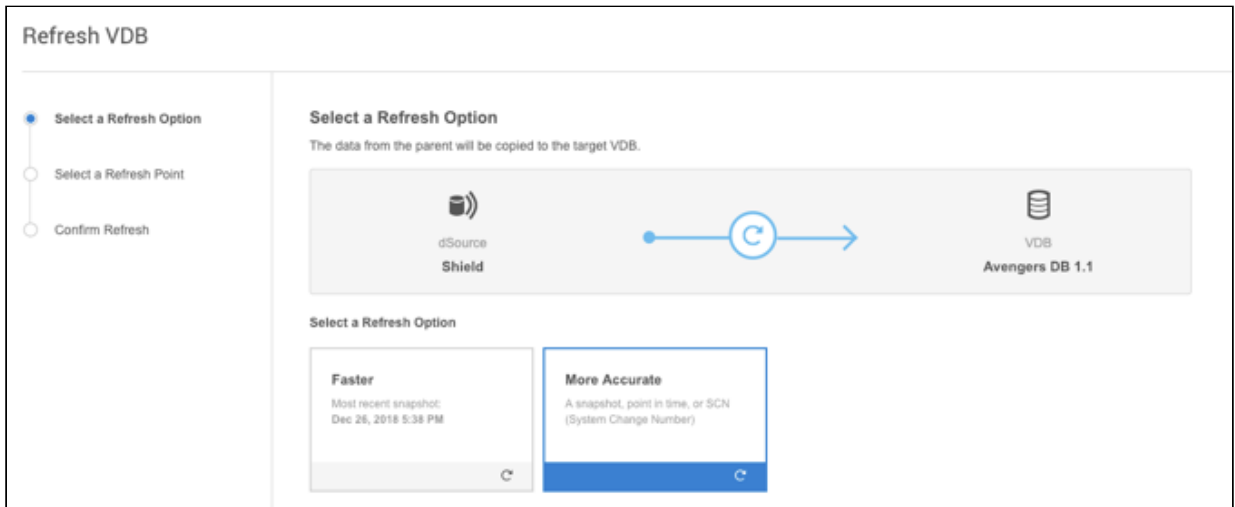 Refresh VDB
Select a Refresh Option
Select a Refresh Point
Confirm Refresh
Select a Refresh Option
The data from the parent will be copied to the target VDB.
dSource
Shield
VDB
Avengers DB 1.1
Select a Refresh Option
Faster
Most recent snapshot:
Dec 26, 2018 5:38 PM
More Accurate
A snapshot, point in time, or SCN
(System Change Number)